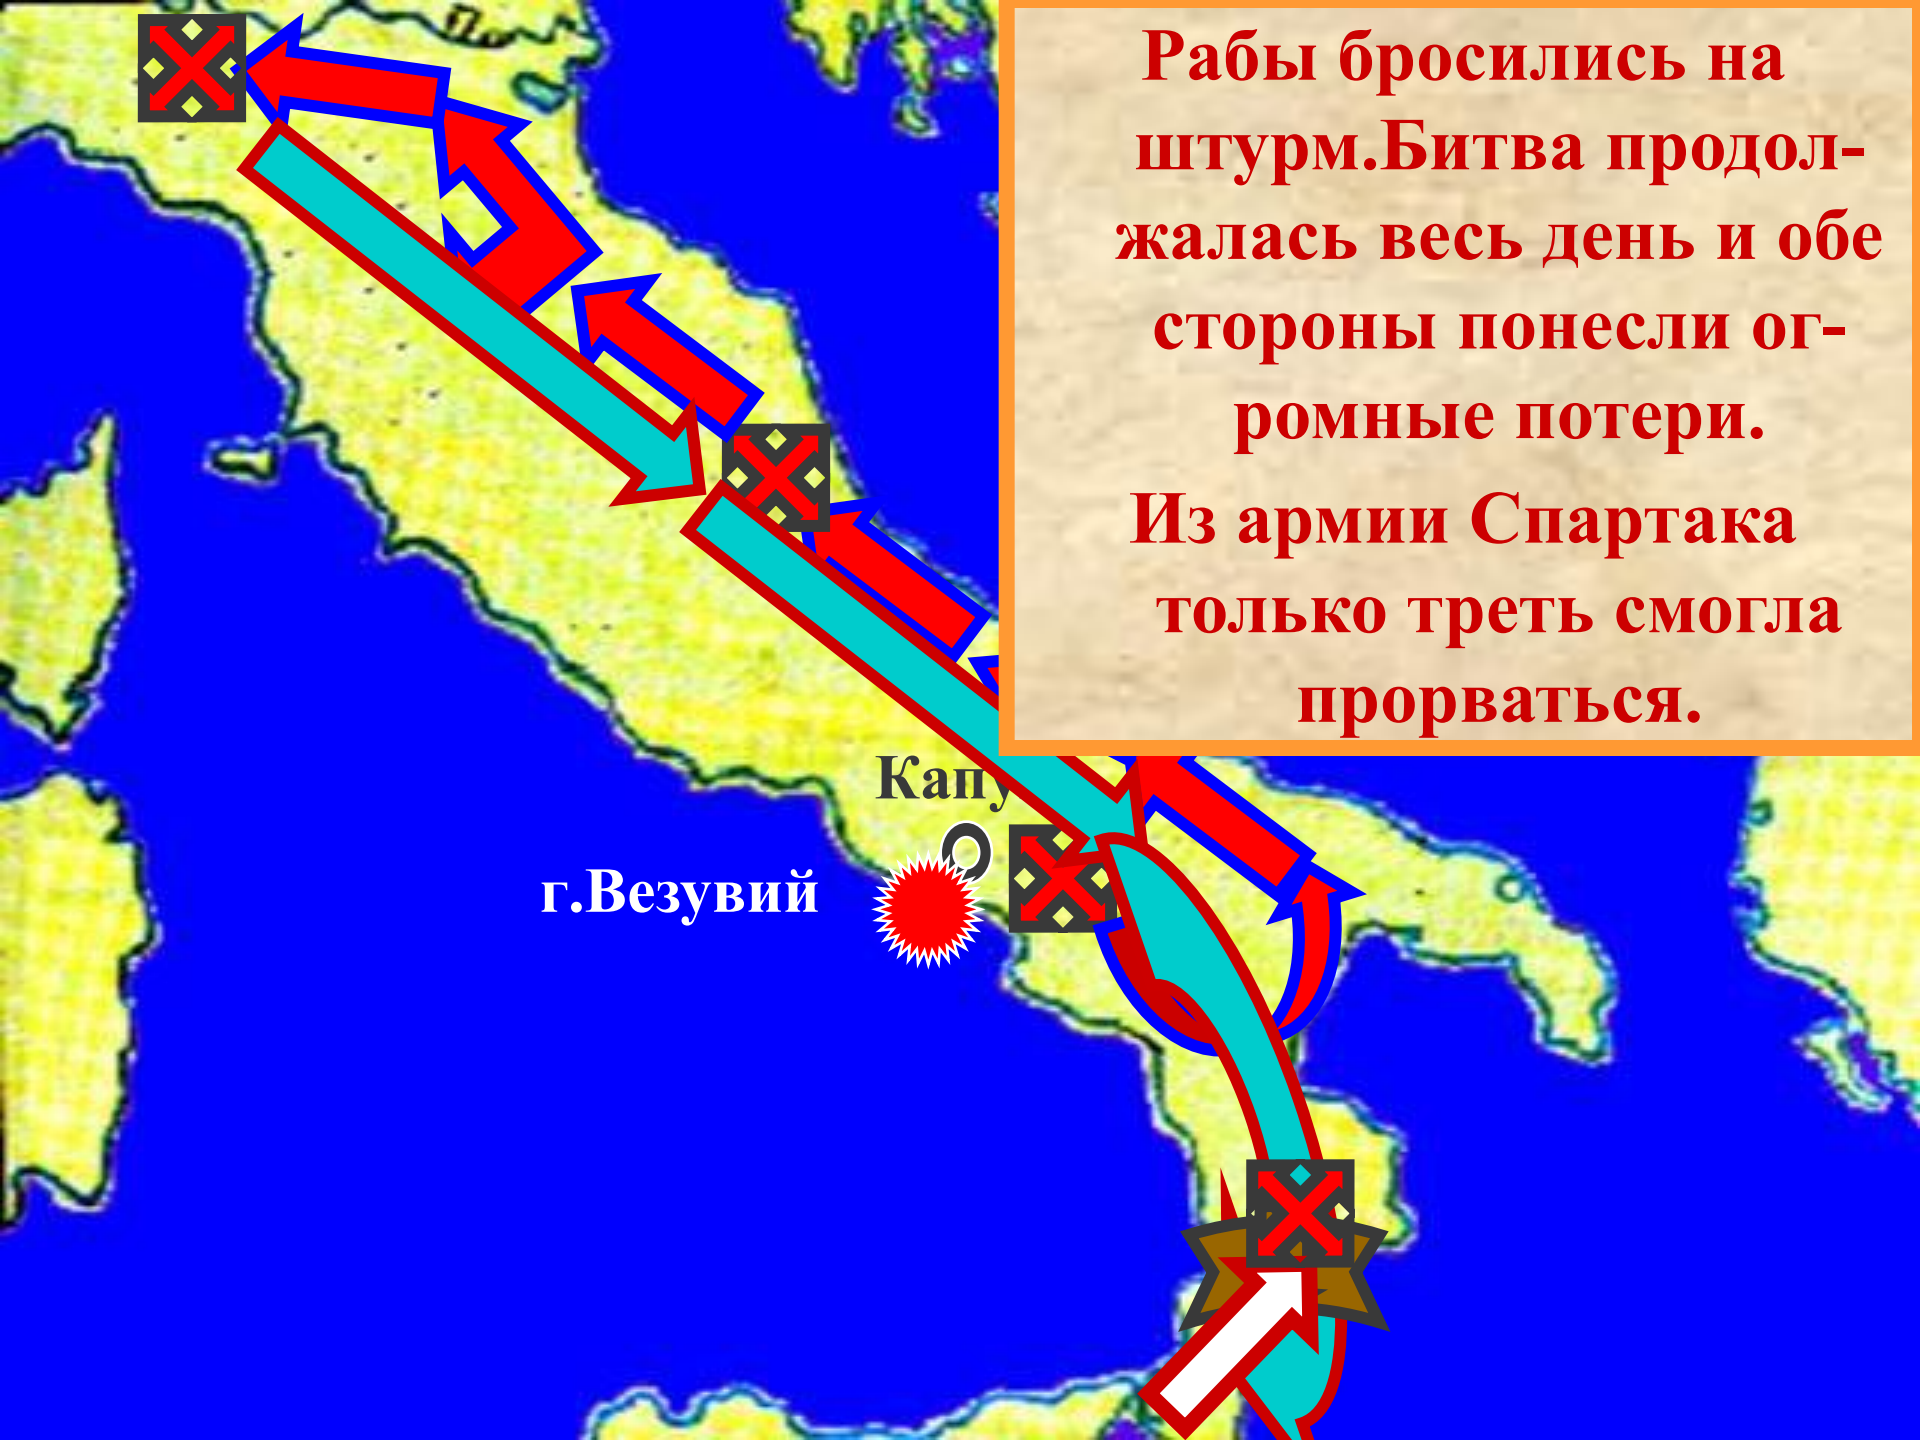 Рабы бросились на
штурм.Битва продол-
жалась весь день и обе
стороны понесли ог-
ромные потери.
Из армии Спартака
только треть смогла
прорваться.
Капу
г.Везувий